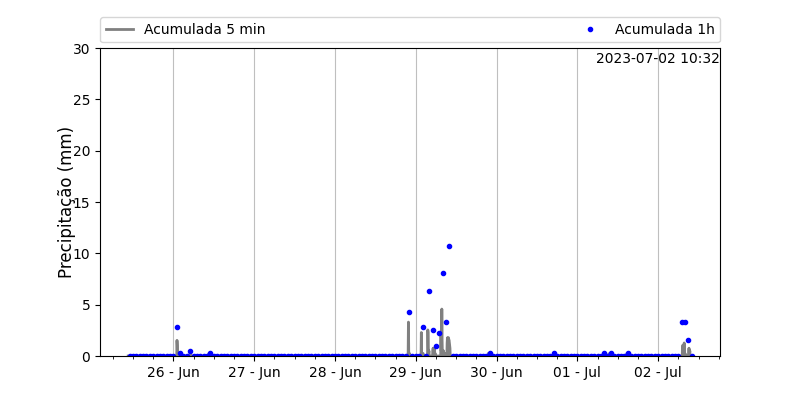 Acumulada 5 min
Acumulada 1h
2023-07-02 10:32
Precipitação (mm)
30
25
20
15
10
5
0
26 - Jun
27 - Jun
28 - Jun
29 - Jun
30 - Jun
01 - Jul
02 - Jul